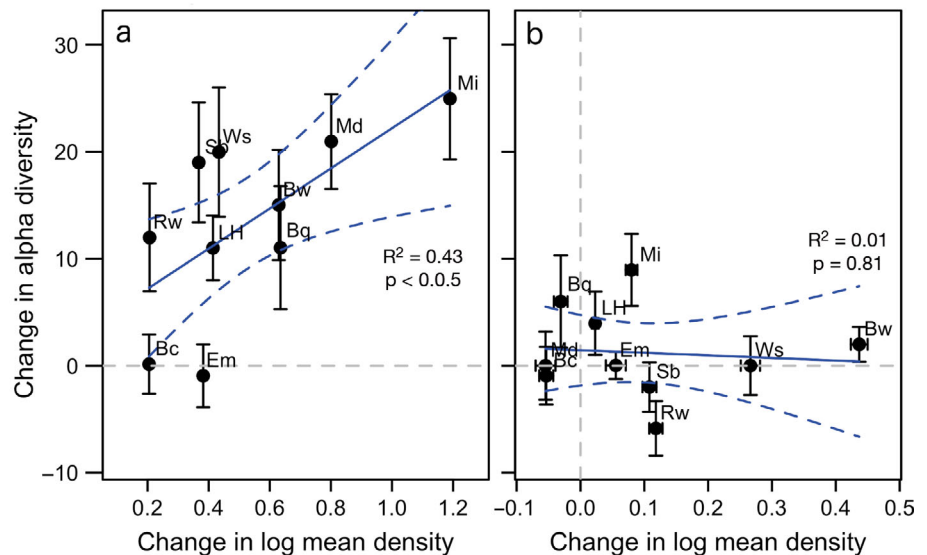 a
b
30
20
10
0
−10
Change in alpha diversity
Mi
Md
Ws
Sb
Bw
Rw
LH
Bq
Bc
Em
R² = 0.43
p < 0.0.5
0.2 0.4 0.6 0.8 1.0 1.2
Change in log mean density
Mi
Bq
LH
Md
Bc
Em
Sb
Rw
Ws
Bw
R² = 0.01
p = 0.81
−0.1 0.0 0.1 0.2 0.3 0.4 0.5
Change in log mean density